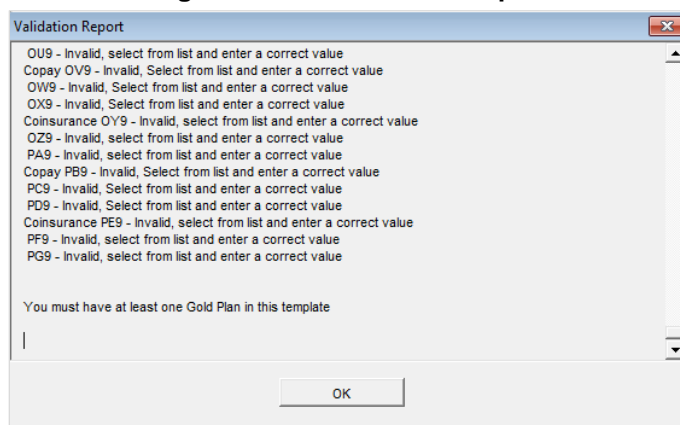 Validation Report
OU9 - Invalid, select from list and enter a correct value
Copay OV9 - Invalid, Select from list and enter a correct value
OW9 - Invalid, select from list and enter a correct value
OX9 - Invalid, select from list and enter a correct value
Coinsurance OY9 - Invalid, select from list and enter a correct value
OZ9 - Invalid, select from list and enter a correct value
PA9 - Invalid, select from list and enter a correct value
Copay PB9 - Invalid, Select from list and enter a correct value
PC9 - Invalid, select from list and enter a correct value
PD9 - Invalid, select from list and enter a correct value
Coinsurance PE9 - Invalid, select from list and enter a correct value
PF9 - Invalid, select from list and enter a correct value
PG9 - Invalid, select from list and enter a correct value
You must have at least one Gold Plan in this template
OK